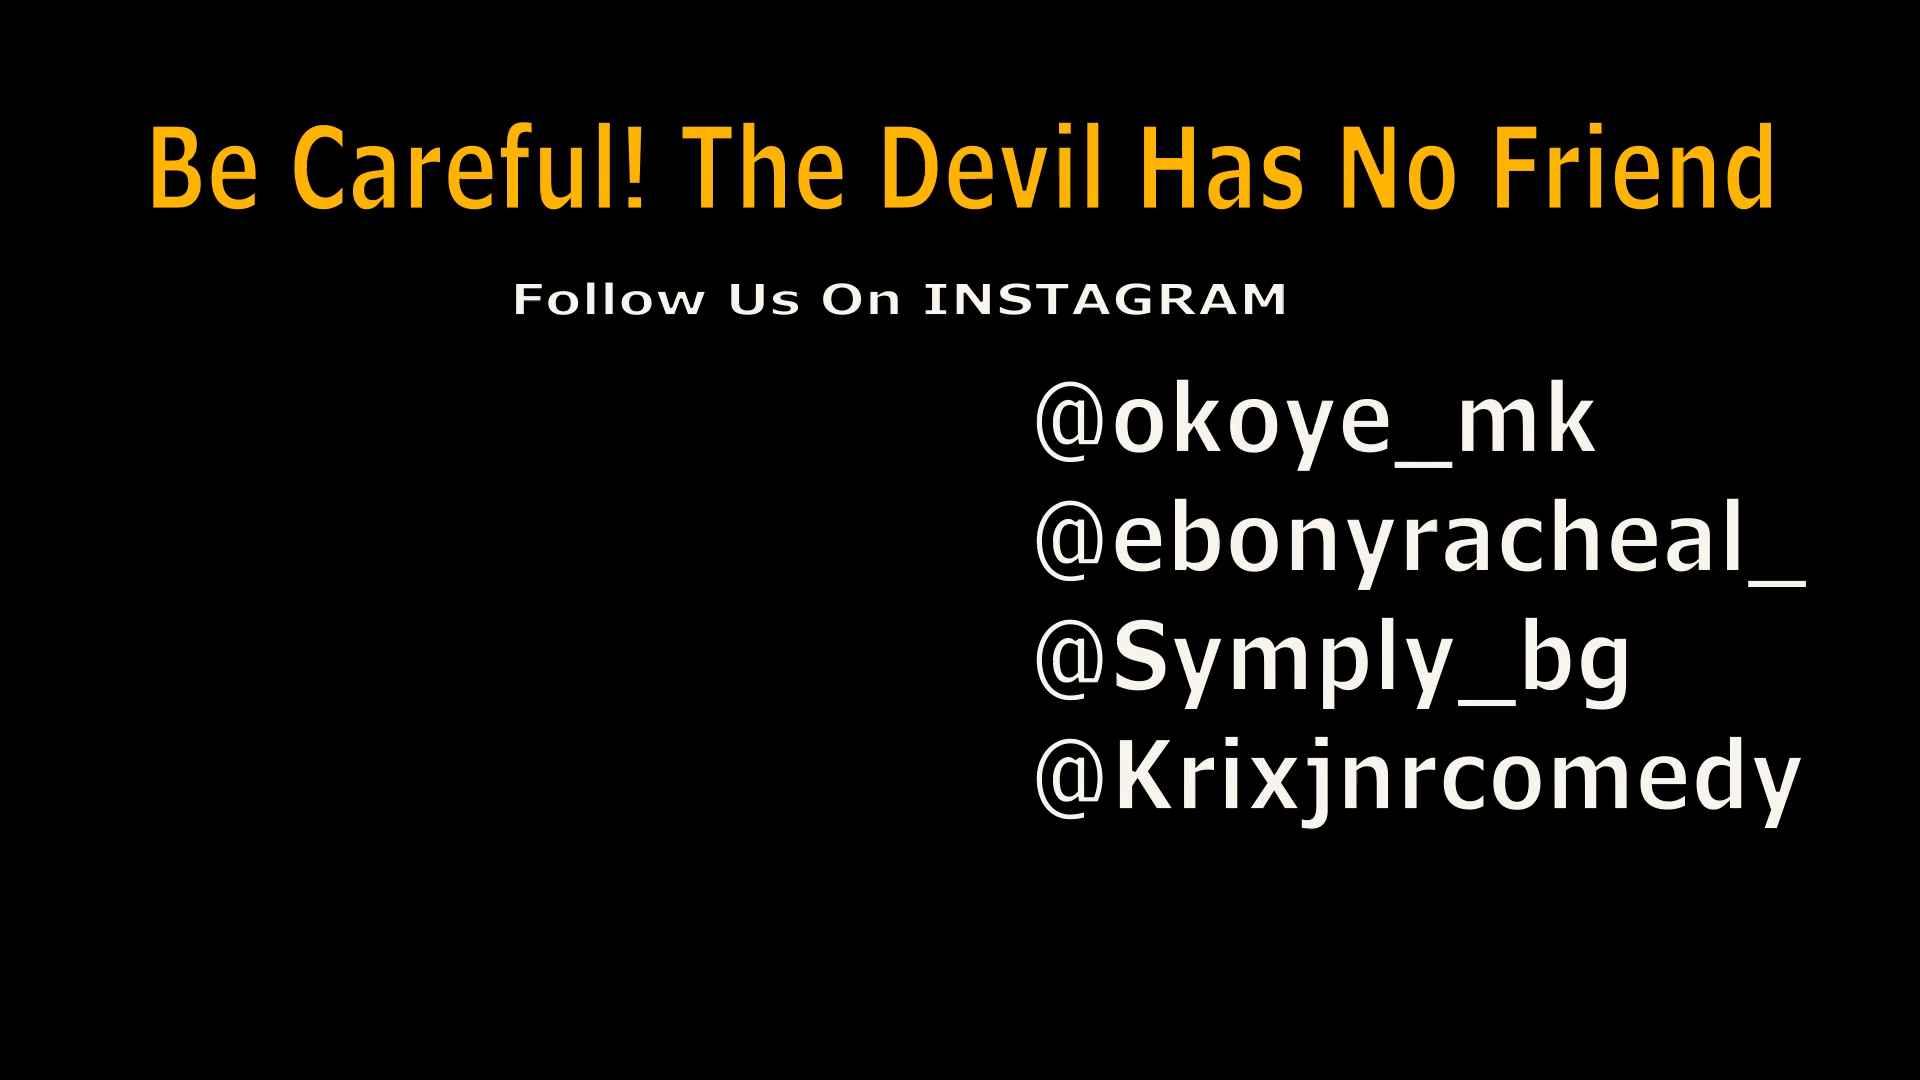 Be Careful! The Devil Has No Friend
Follow Us On INSTAGRAM
@okoye_mk
@ebonyracheal_
@Symply_bg
@Krixjnrcomedy